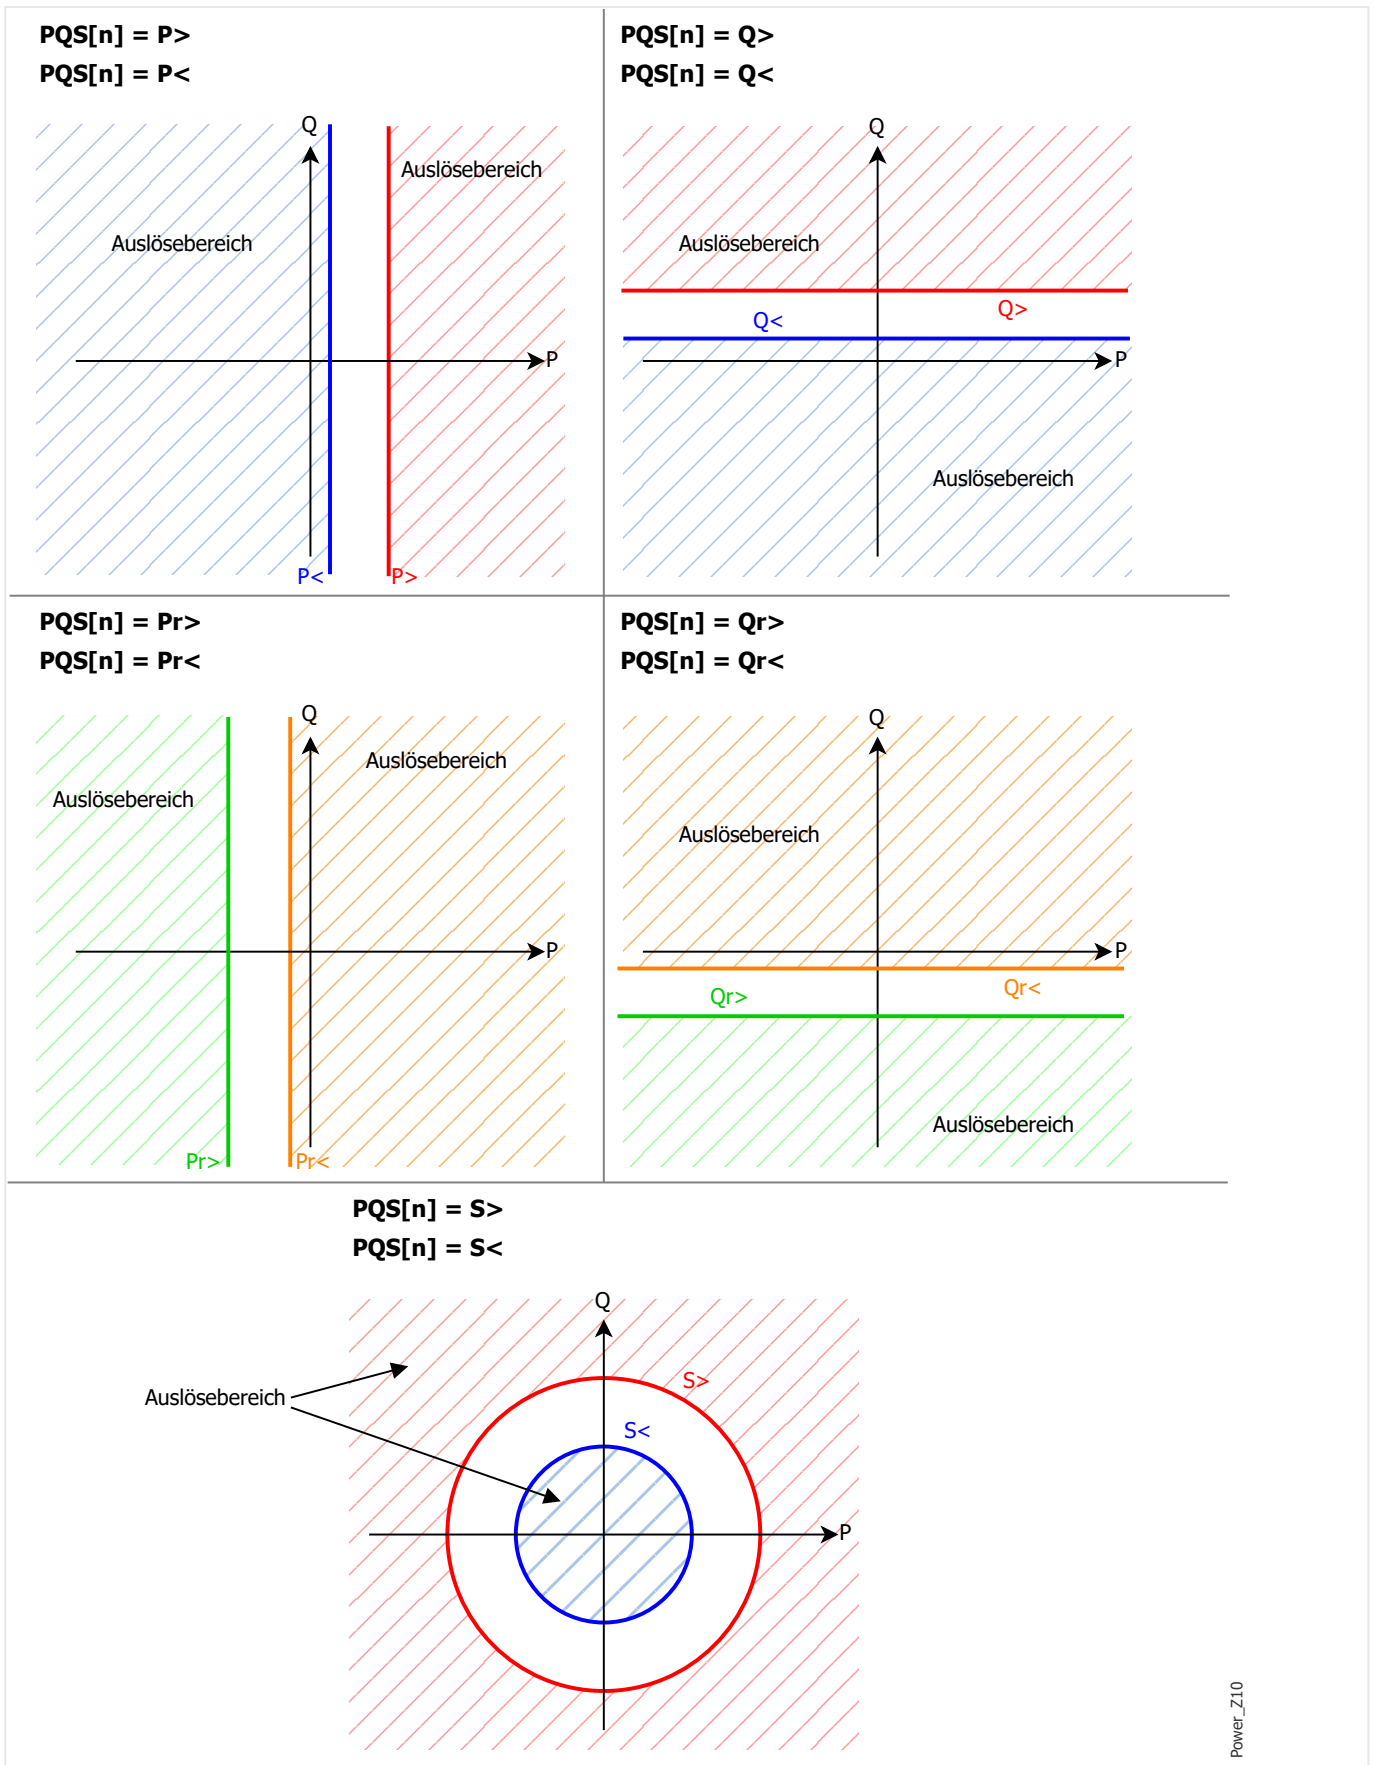 PQS[n] = P>
PQS[n] = P<
Q
Auslösebereich
Auslösebereich
P
P<
P>
PQS[n] = Q>
PQS[n] = Q<
Q
Auslösebereich
Q>
Q<
P
Auslösebereich
PQS[n] = Pr>
PQS[n] = Pr<
Q
Auslösebereich
Auslösebereich
P
Pr>
Pr<
PQS[n] = Qr>
PQS[n] = Qr<
Q
Auslösebereich
P
Qr<
Qr>
Auslösebereich
PQS[n] = S>
PQS[n] = S<
Q
S>
Auslösebereich
S<
P
Power_Z10